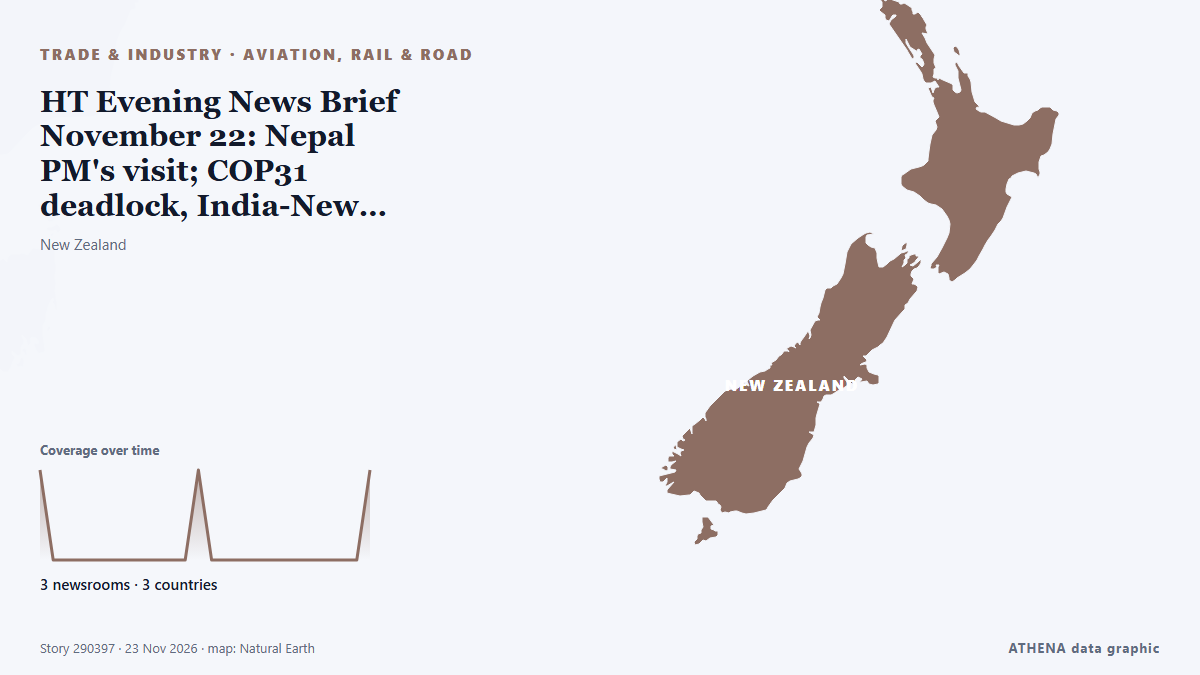 TRADE & INDUSTRY · AVIATION, RAIL & ROAD
HT Evening News Brief
November 22: Nepal
PM's visit; COP31
deadlock, India-New...
New Zealand
NEW ZEALAND
Coverage over time
3 newsrooms · 3 countries
Story 290397 · 23 Nov 2026 · map: Natural Earth
ATHENA data graphic